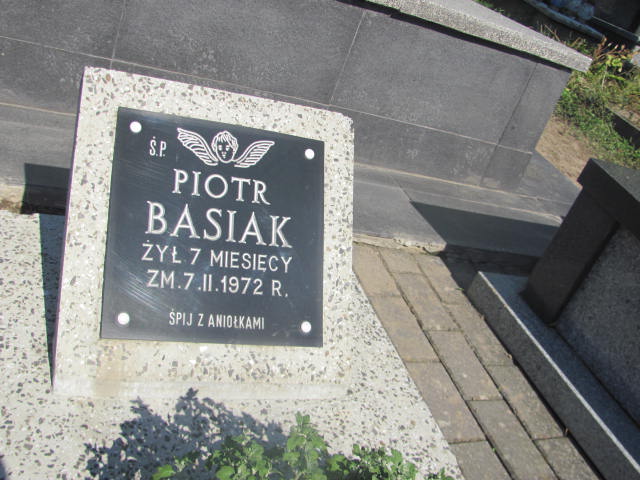 Ś.P.
PIOTR
BASIAK
ŻYŁ 7 MIESIĘCY
ZM. 7.II.1972 R.
ŚPIJ Z ANIOŁKAMI